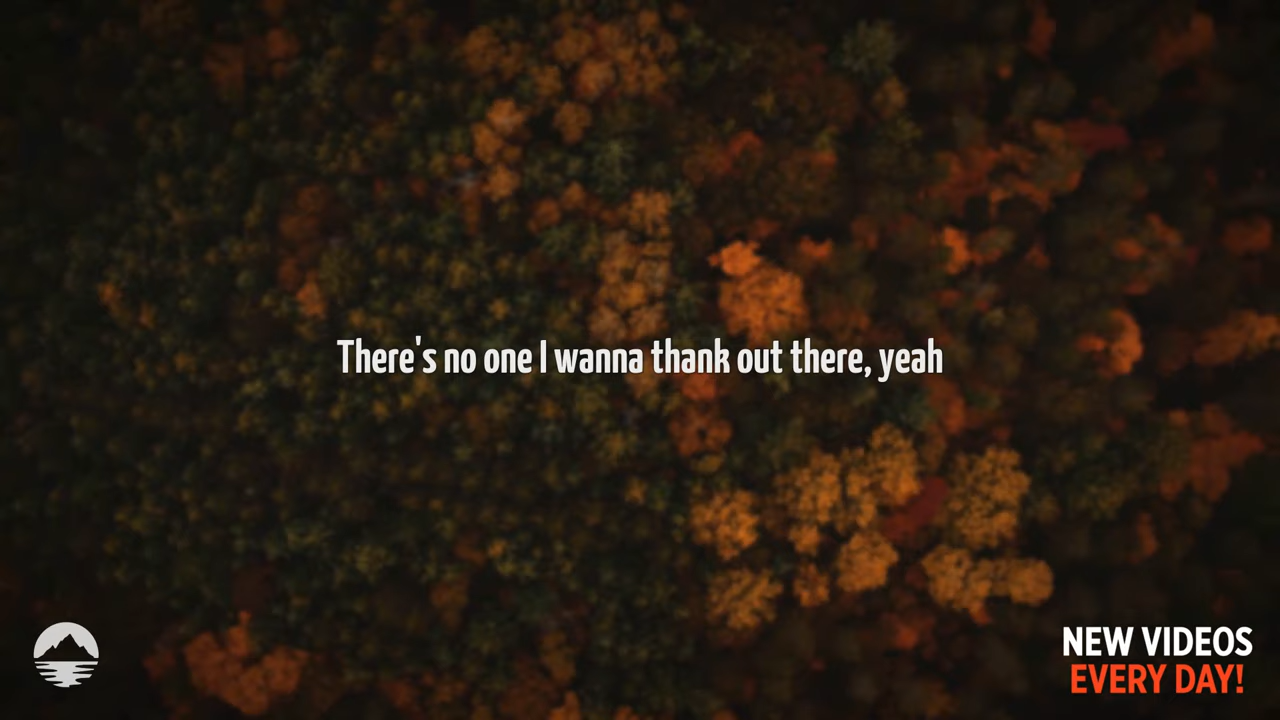 There's no one I wanna thank out there, yeah
NEW VIDEOS
EVERY DAY!